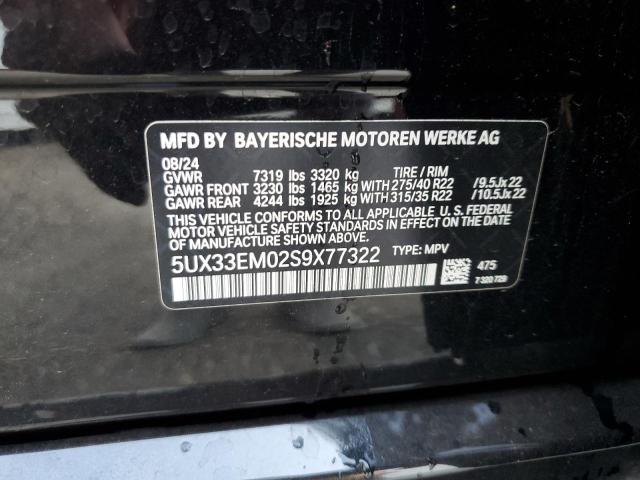 MFD BY BAYERISCHE MOTOREN WERKE AG
08/24
GVWR 7319 lbs 3320 kg TIRE / RIM
GAWR FRONT 3230 lbs 1465 kg WITH 275/40 R22 / 9.5Jx22
GAWR REAR 4244 lbs 1925 kg WITH 315/35 R22 / 10.5Jx22
THIS VEHICLE CONFORMS TO ALL APPLICABLE U. S. FEDERAL
MOTOR VEHICLE SAFETY STANDARDS IN EFFECT ON THE
DATE OF MANUFACTURE SHOWN ABOVE.
5UX33EM02S9X77322 TYPE: MPV
475
7 320 729